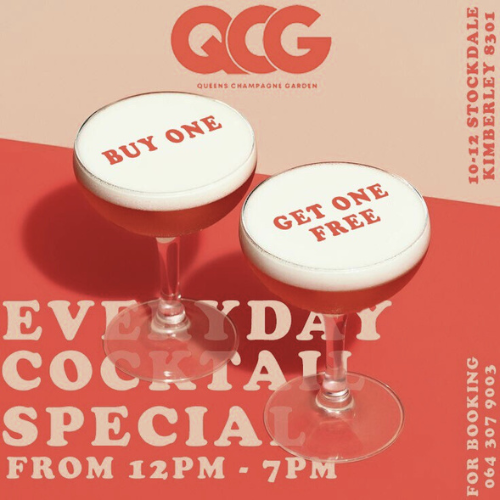 QCG
QUEENS CHAMPAGNE GARDEN
10-12 STOCKDALE
KIMBERLEY 8301
BUY ONE
GET ONE
FREE
EVERYDAY
COCKTAIL
SPECIAL
FROM 12PM - 7PM
FOR BOOKING
064 307 9003